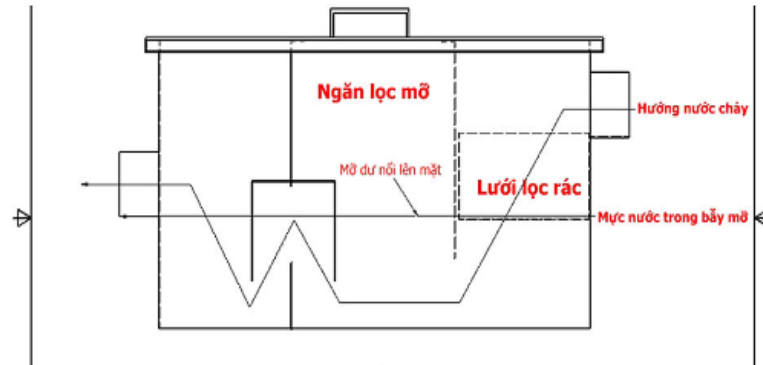 Ngăn lọc mỡ
Hướng nước chảy
Mỡ dư nổi lên mặt
Lưới lọc rác
Mực nước trong bẫy mỡ